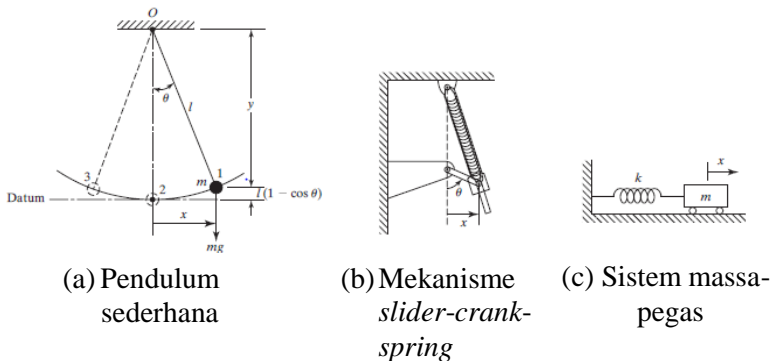 O
θ
l
y
3
2
m
1
Datum
l(1 − cos θ)
x
mg
θ
x
k
m
x
(a) Pendulum
sederhana
(b) Mekanisme
slider-crank-
spring
(c) Sistem massa-
pegas